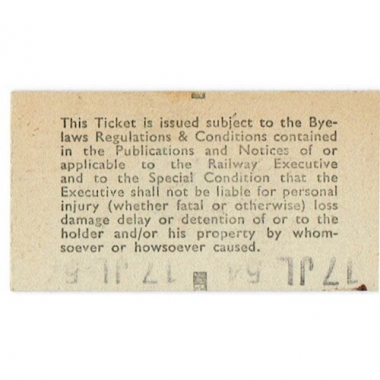 This Ticket is issued subject to the Bye-
laws Regulations & Conditions contained
in the Publications and Notices of or
applicable to the Railway Executive
and to the Special Condition that the
Executive shall not be liable for personal
injury (whether fatal or otherwise) loss
damage delay or detention of or to the
holder and/or his property by whom-
soever or howsoever caused.